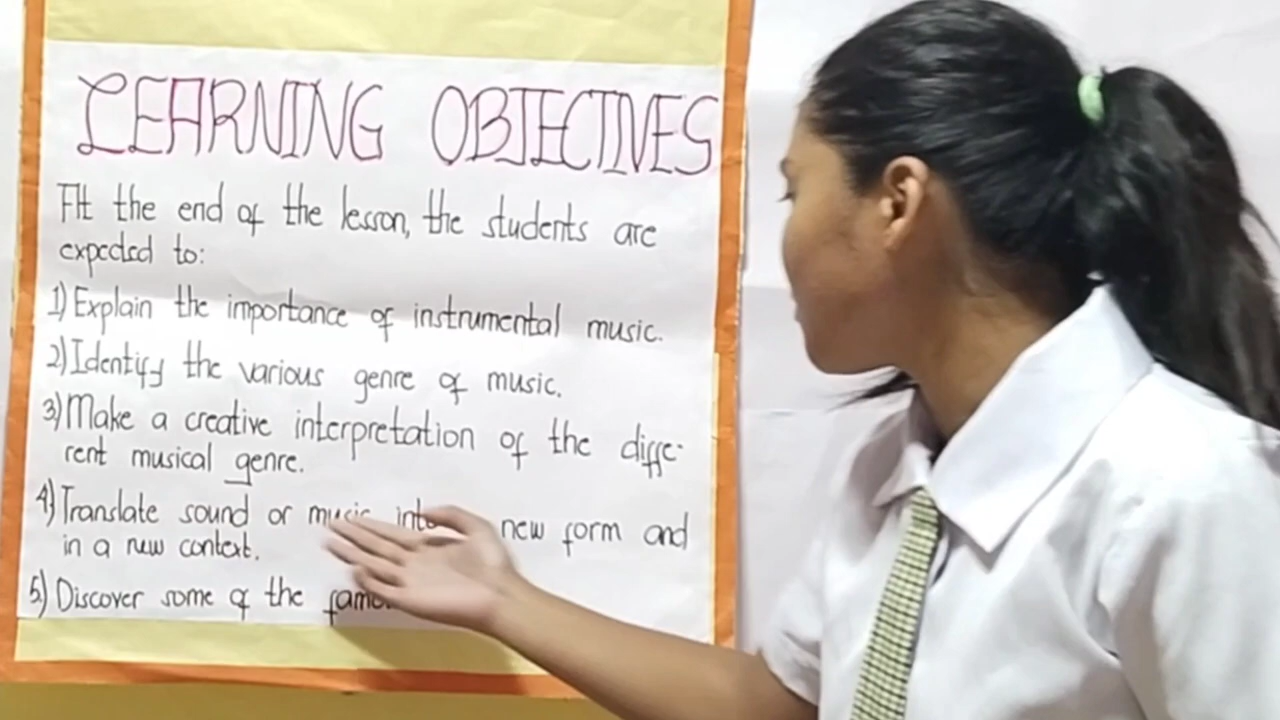 LEARNING OBJECTIVES
At the end of the lesson, the students are
expected to:
1) Explain the importance of instrumental music.
2) Identify the various genre of music.
3) Make a creative interpretation of the diffe-
rent musical genre.
4) Translate sound or music into new form and
in a new context.
5) Discover some of the